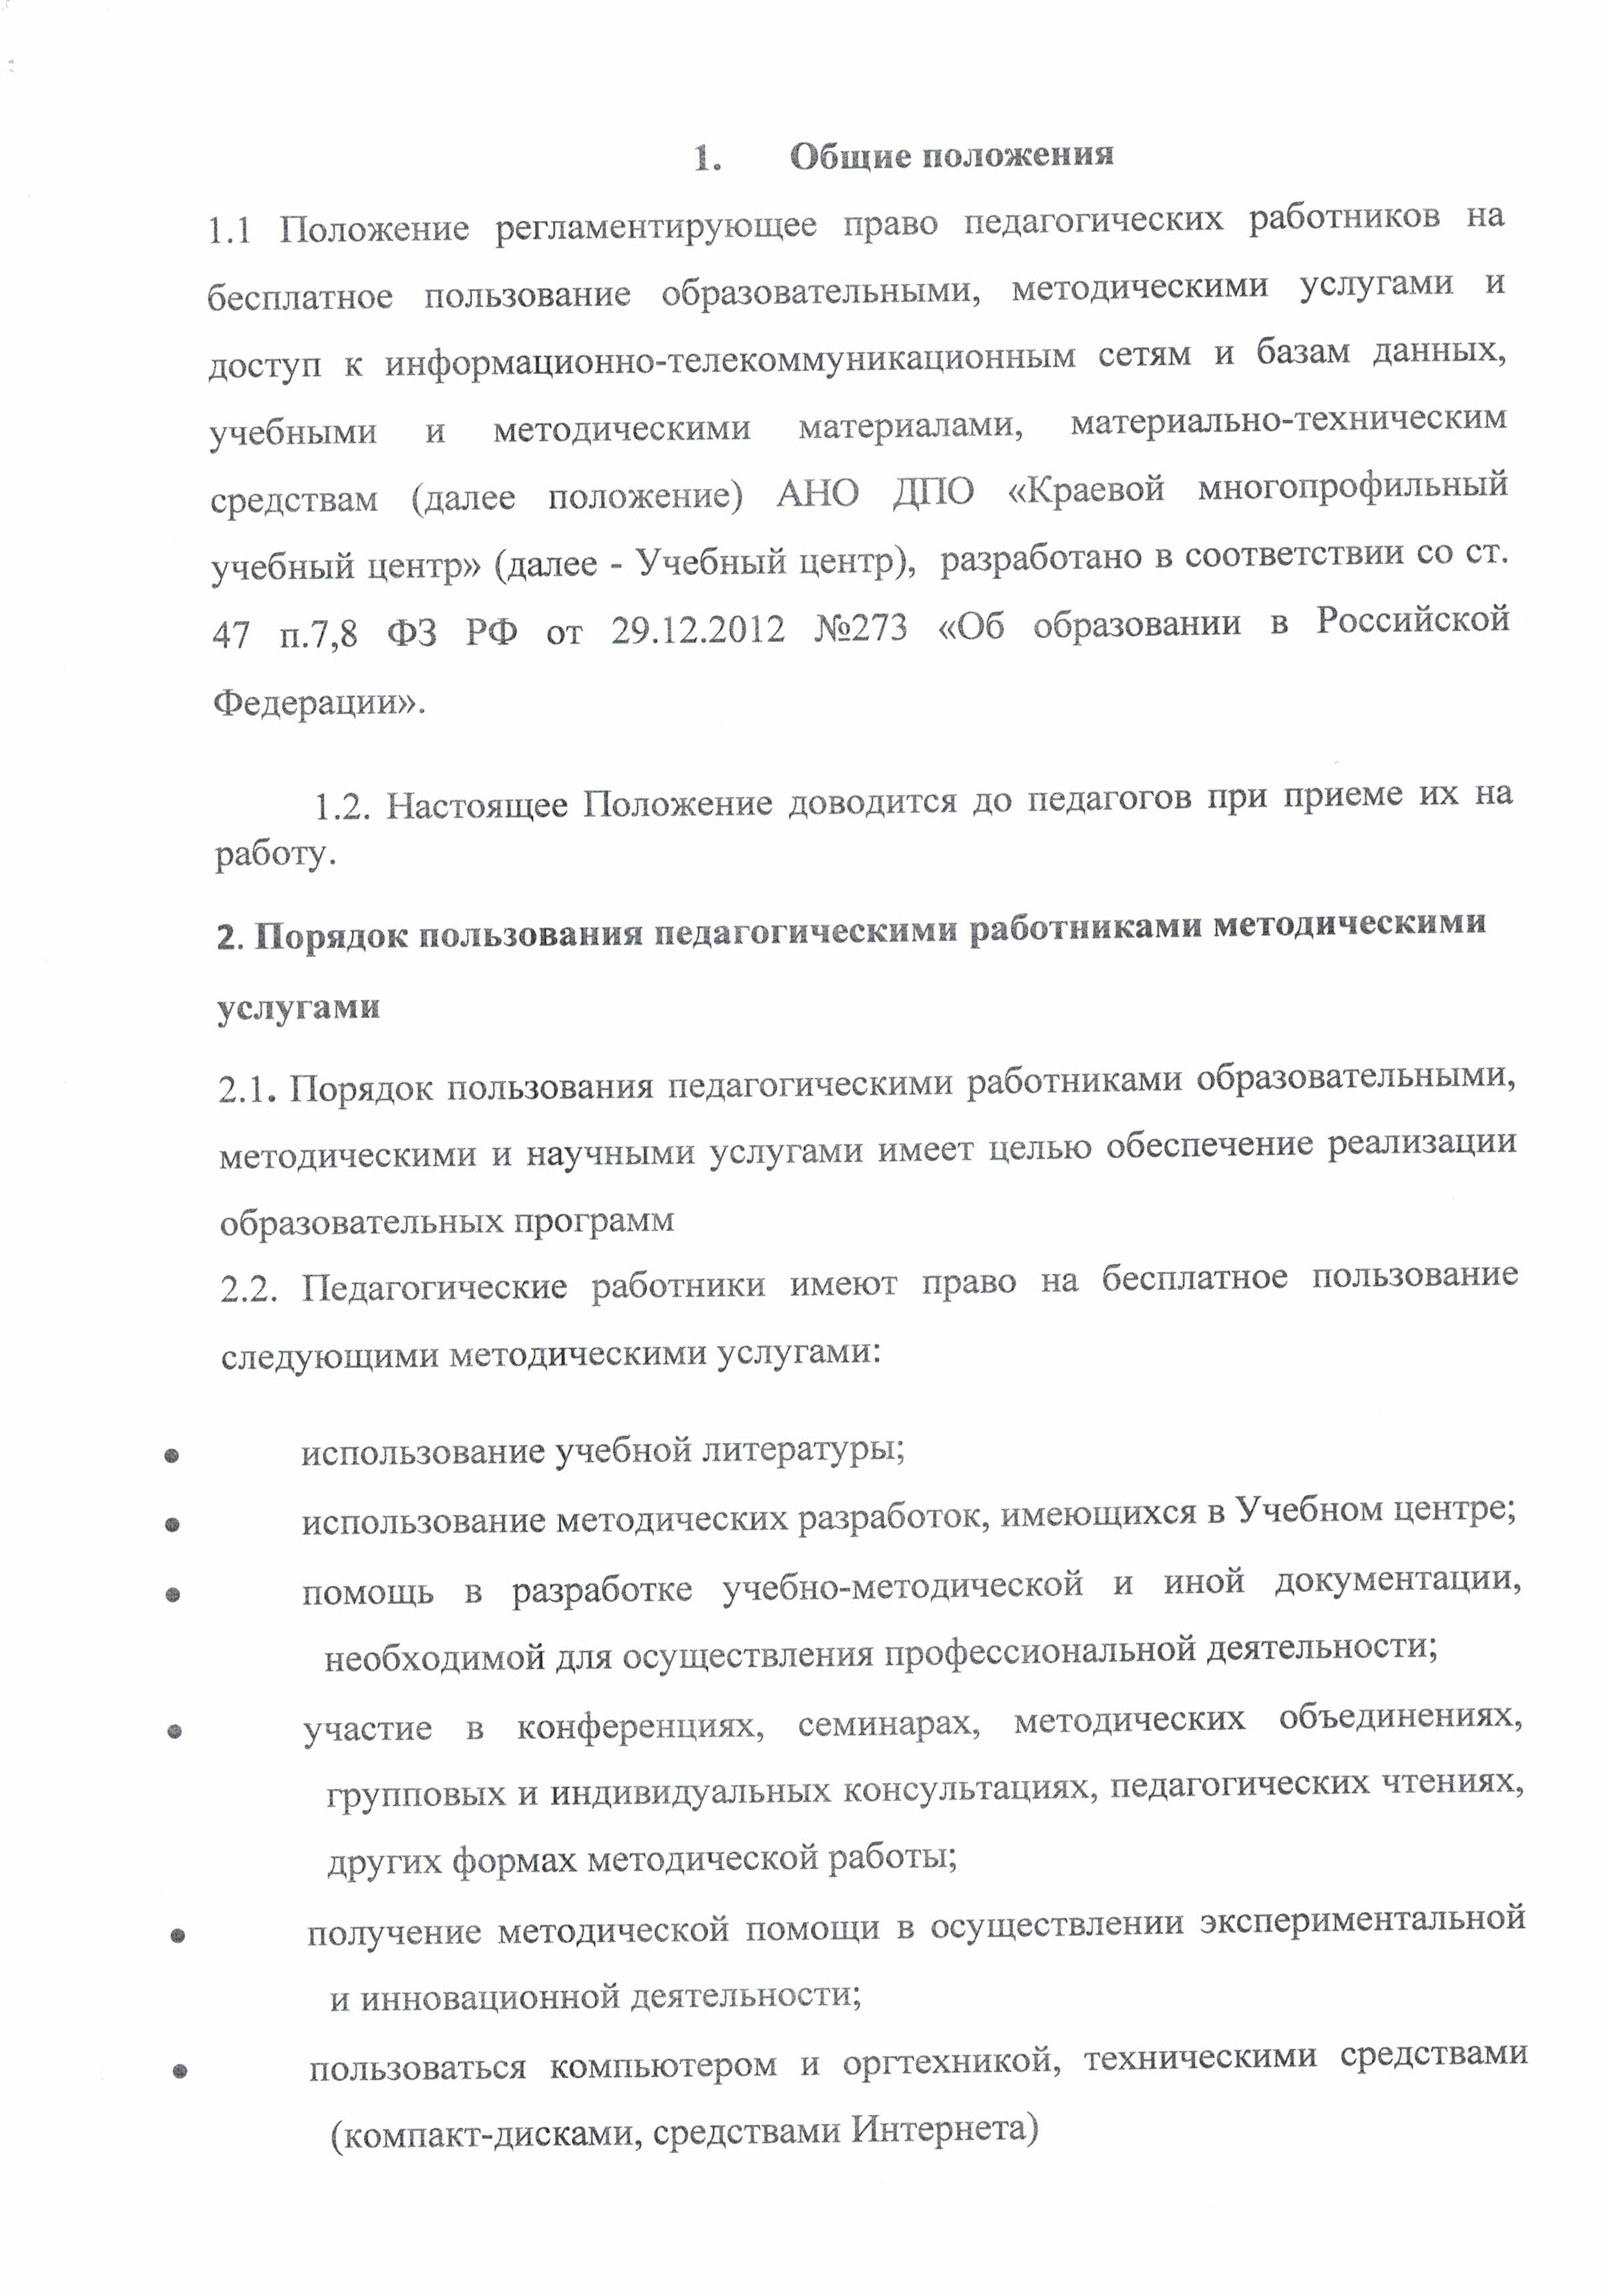 1. Общие положения
1.1 Положение регламентирующее право педагогических работников на
бесплатное пользование образовательными, методическими услугами и
доступ к информационно-телекоммуникационным сетям и базам данных,
учебными и методическими материалами, материально-техническим
средствам (далее положение) АНО ДПО «Краевой многопрофильный
учебный центр» (далее - Учебный центр), разработано в соответствии со ст.
47 п.7,8 ФЗ РФ от 29.12.2012 №273 «Об образовании в Российской
Федерации».
1.2. Настоящее Положение доводится до педагогов при приеме их на
работу.
2. Порядок пользования педагогическими работниками методическими
услугами
2.1. Порядок пользования педагогическими работниками образовательными,
методическими и научными услугами имеет целью обеспечение реализации
образовательных программ
2.2. Педагогические работники имеют право на бесплатное пользование
следующими методическими услугами:
• использование учебной литературы;
• использование методических разработок, имеющихся в Учебном центре;
• помощь в разработке учебно-методической и иной документации,
необходимой для осуществления профессиональной деятельности;
• участие в конференциях, семинарах, методических объединениях,
групповых и индивидуальных консультациях, педагогических чтениях,
других формах методической работы;
• получение методической помощи в осуществлении экспериментальной
и инновационной деятельности;
• пользоваться компьютером и оргтехникой, техническими средствами
(компакт-дисками, средствами Интернета)